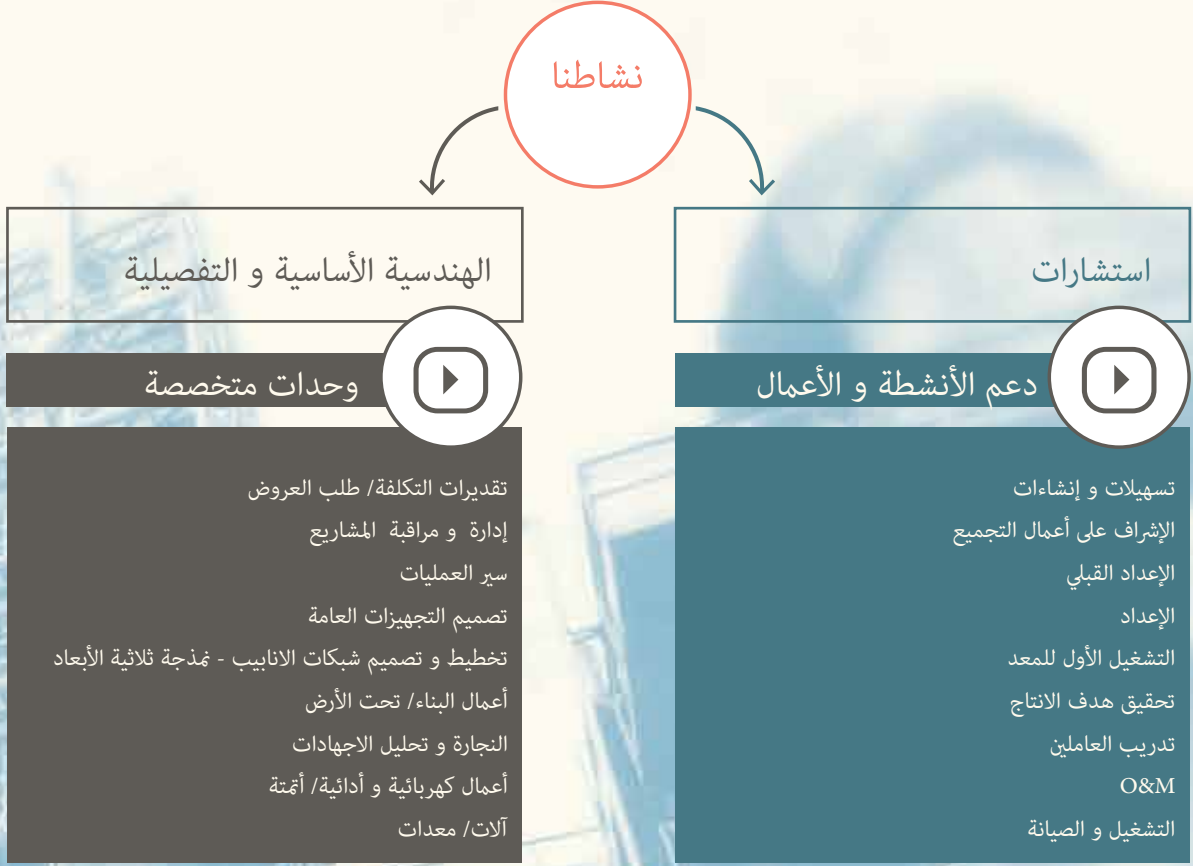 نشاطنا
استشارات
دعم الأنشطة و الأعمال
تسهيلات و إنشاءات
الإشراف على أعمال التجميع
الإعداد القبلي
الإعداد
التشغيل الأول للمعد
تحقيق هدف الانتاج
تدريب العاملين
O&M
التشغيل و الصيانة
الهندسية الأساسية و التفصيلية
وحدات متخصصة
تقديرات التكلفة/ طلب العروض
إدارة و مراقبة المشاريع
سير العمليات
تصميم التجهيزات العامة
تخطيط و تصميم شبكات الانابيب - نمذجة ثلاثية الأبعاد
أعمال البناء/ تحت الأرض
النجارة و تحليل الاجهادات
أعمال كهربائية و أدائية/ أتمتة
آلات/ معدات